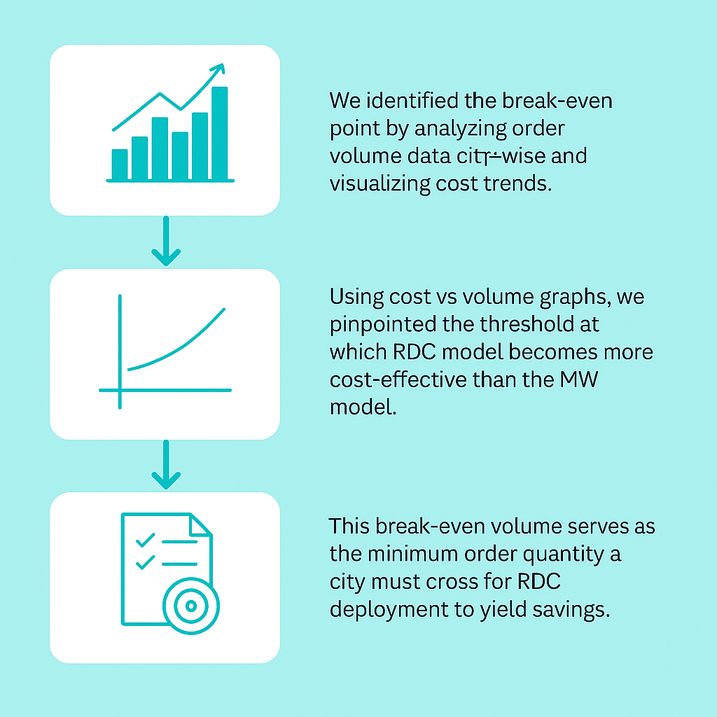 We identified the break-even
point by analyzing order
volume data wise and
visualizing cost trends.
Using cost vs volume graphs, we
pinpointed the threshold at
which RDC model becomes more
cost-effective than the MW
model.
This break-even volume serves as
the minimum order quantity a
city must cross for RDC
deployment to yield savings.